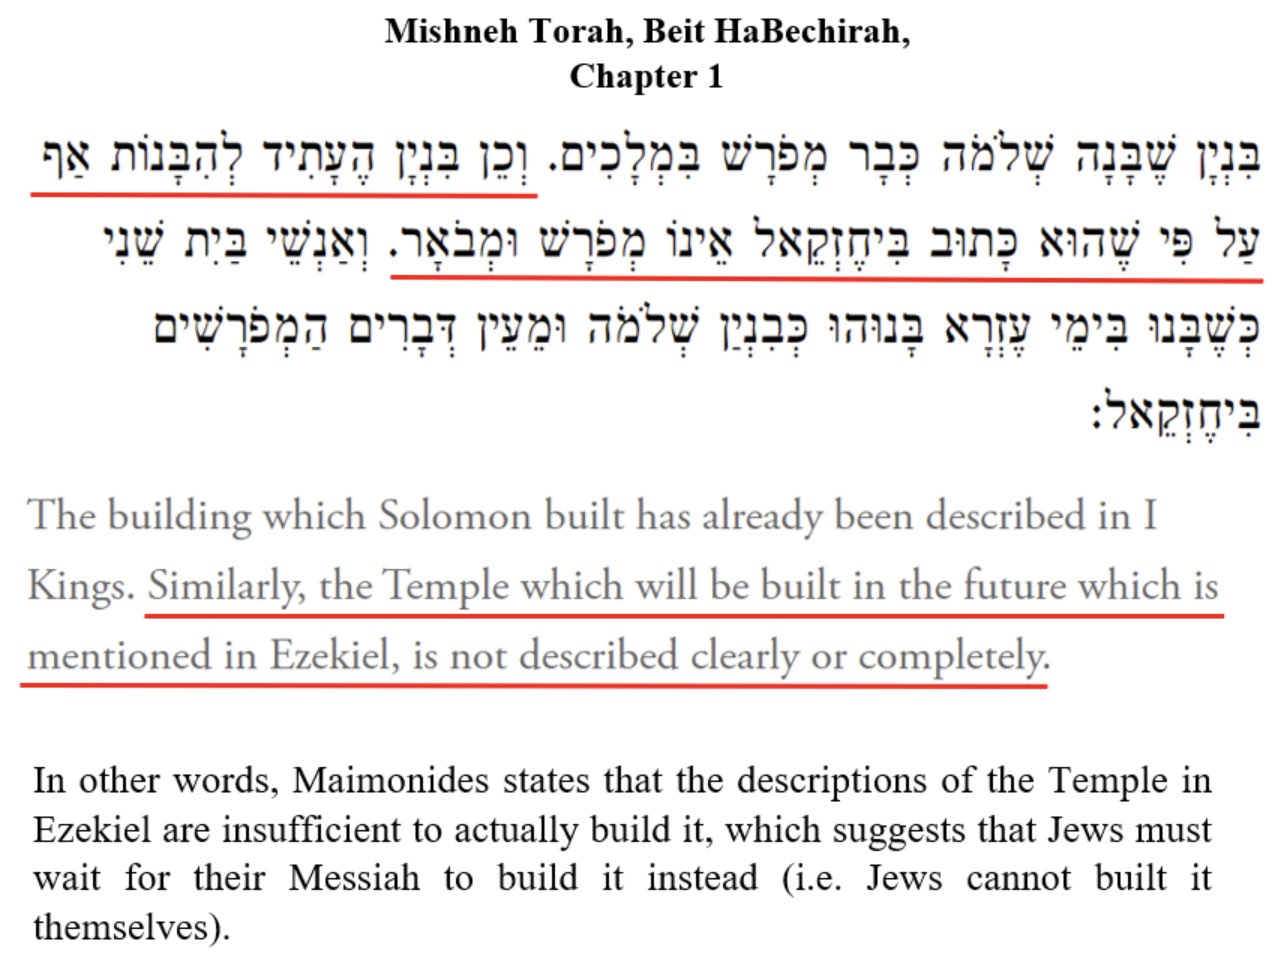 Mishneh Torah, Beit HaBechirah,
Chapter 1
בִּנְיָן שֶׁבָּנָה שְׁלֹמֹה כְּבָר מְפֹרָשׁ בִּמְלָכִים. וְכֵן בִּנְיָן הֶעָתִיד לְהִבָּנוֹת אַף
עַל פִּי שֶׁהוּא כָּתוּב בִּיחֶזְקֵאל אֵינוֹ מְפֹרָשׁ וּמְבֹאָר. וְאַנְשֵׁי בַּיִת שֵׁנִי
כְּשֶׁבָּנוּ בִּימֵי עֶזְרָא בָּנוּהוּ כְּבִנְיַן שְׁלֹמֹה וּמֵעֵין דְּבָרִים הַמְפֹרָשִׁים
בִּיחֶזְקֵאל:
The building which Solomon built has already been described in I
Kings. Similarly, the Temple which will be built in the future which is
mentioned in Ezekiel, is not described clearly or completely.
In other words, Maimonides states that the descriptions of the Temple in
Ezekiel are insufficient to actually build it, which suggests that Jews must
wait for their Messiah to build it instead (i.e. Jews cannot built it
themselves).